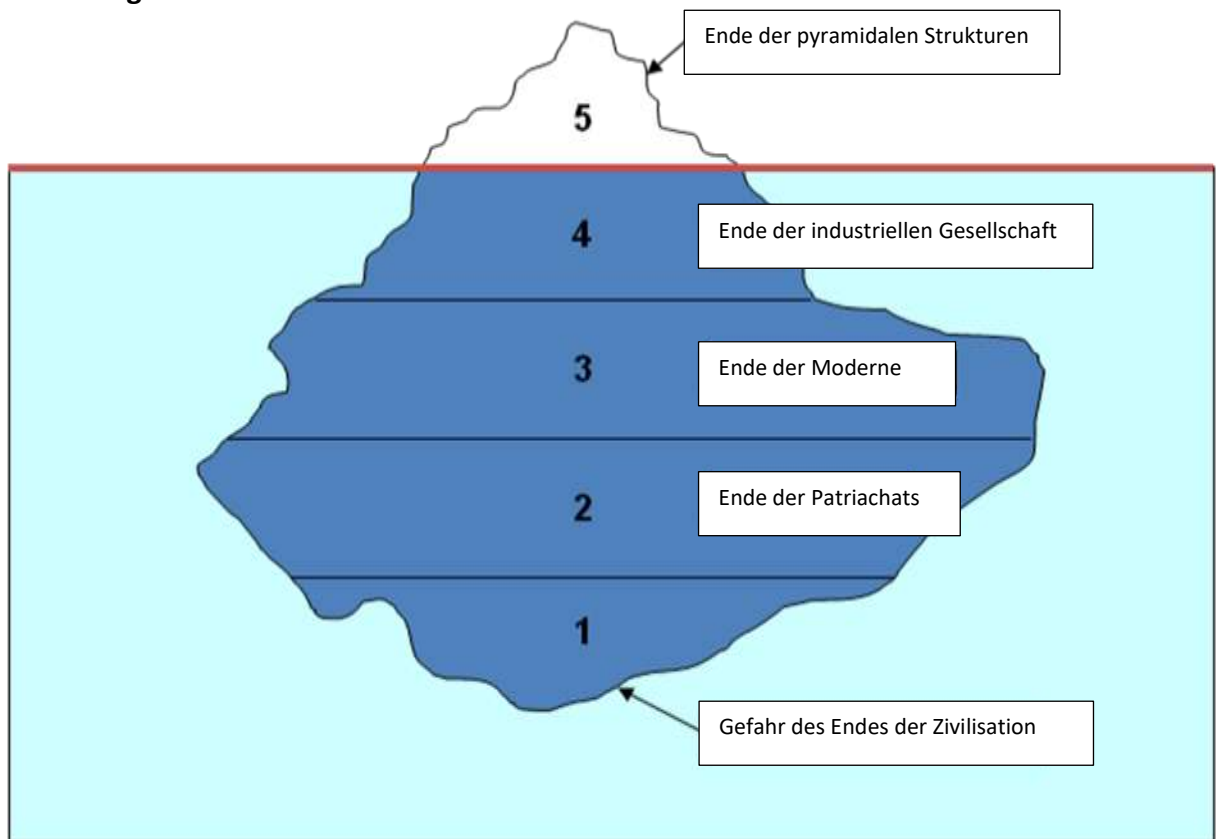 Ende der pyramidalen Strukturen
5
4
Ende der industriellen Gesellschaft
3
Ende der Moderne
2
Ende der Patriachats
1
Gefahr des Endes der Zivilisation